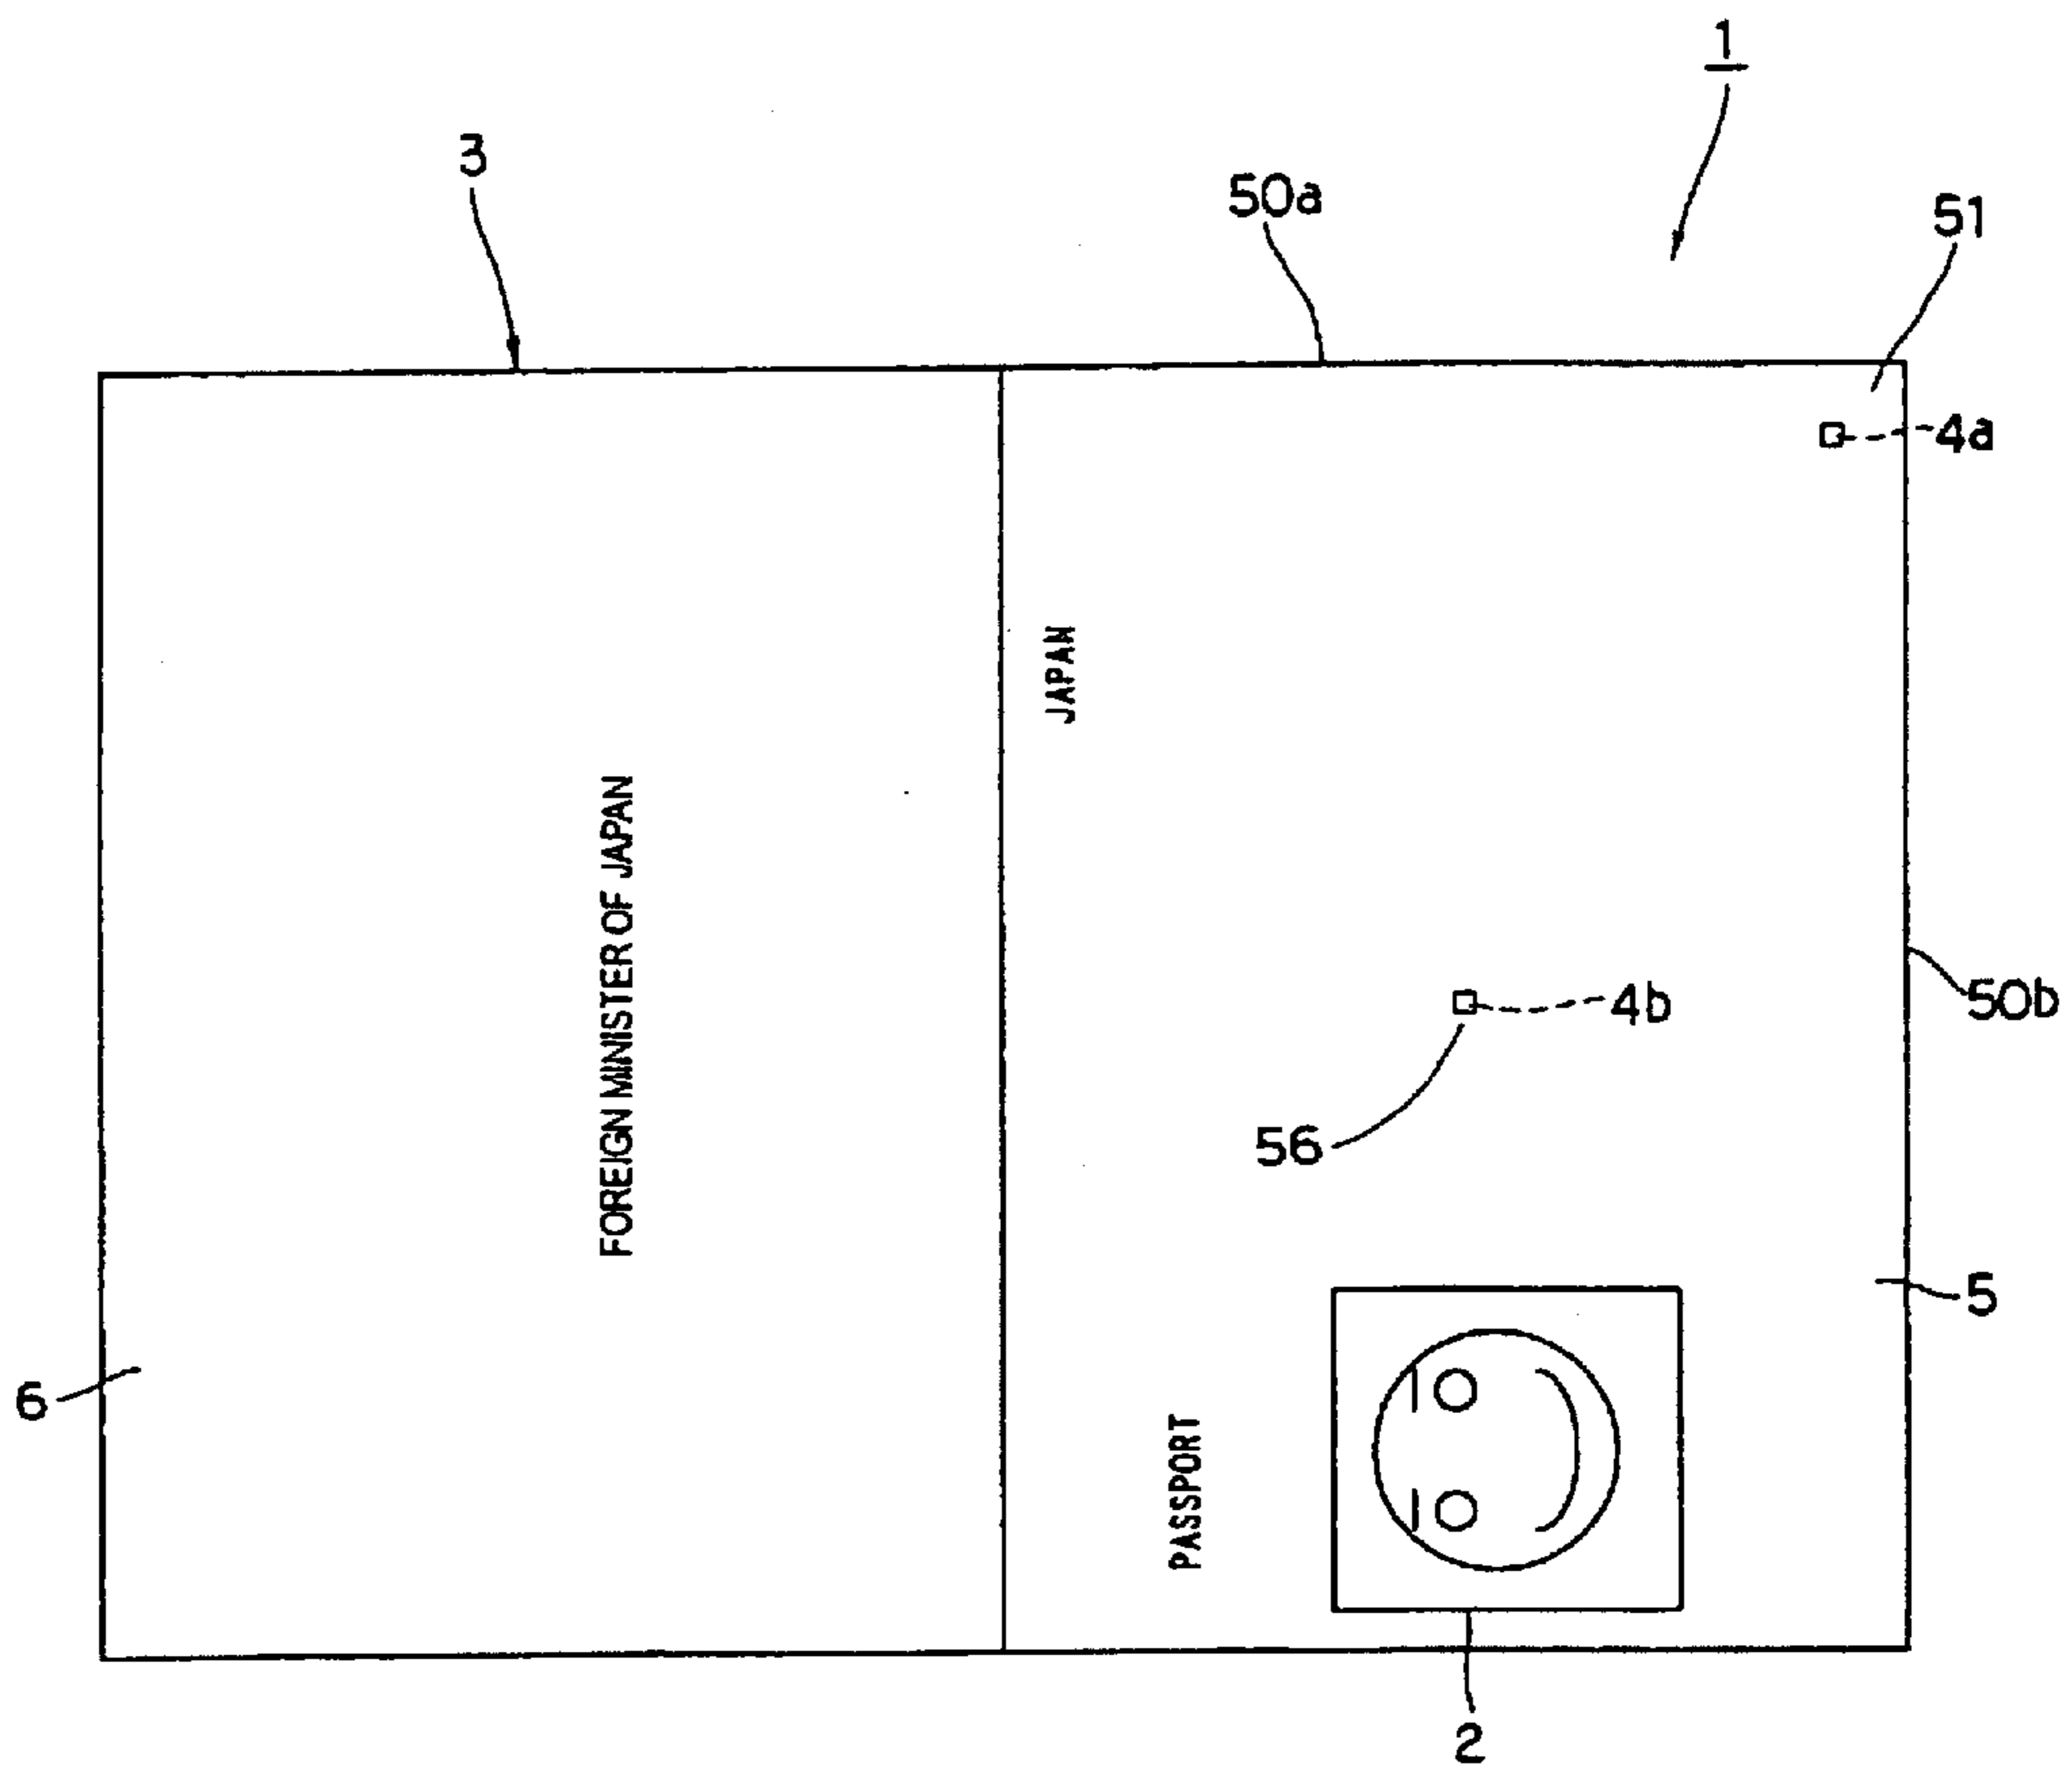 1
3
50a
51
4a
JAPAN
FOREIGN MINISTER OF JAPAN
4b
50b
56
5
6
PASSPORT
2